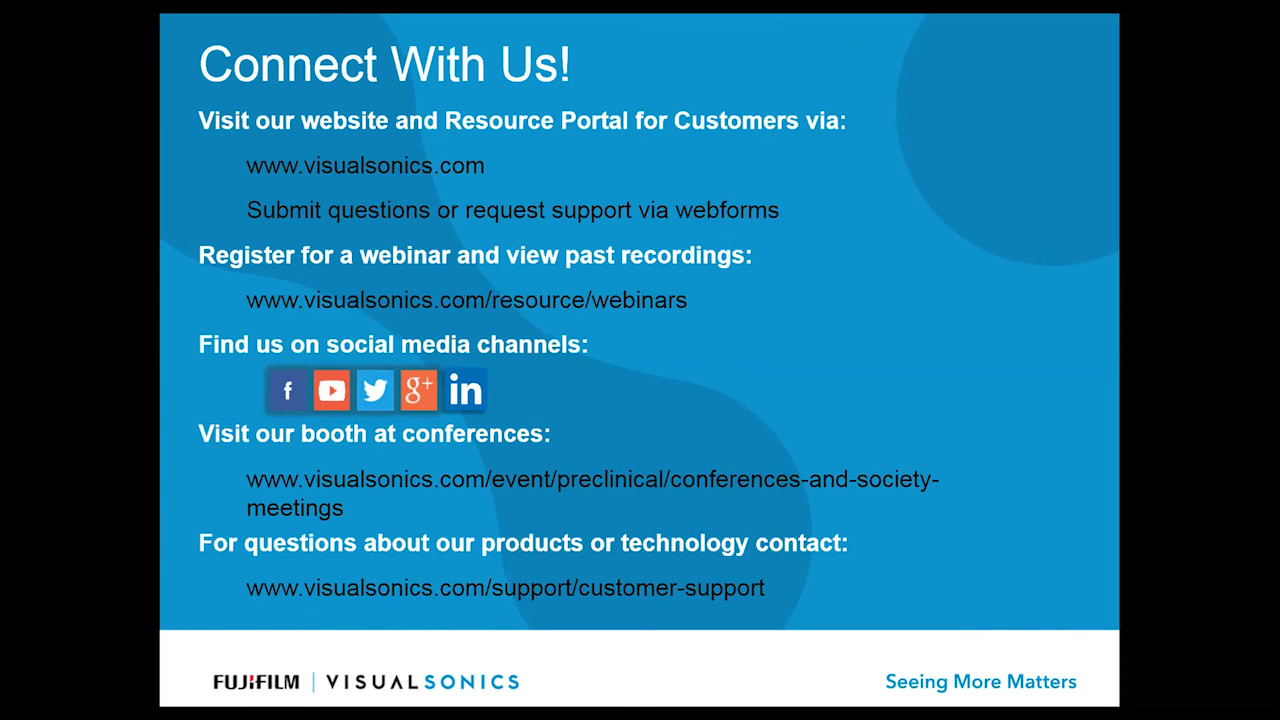 Connect With Us!
Visit our website and Resource Portal for Customers via:
www.visualsonics.com
Submit questions or request support via webforms
Register for a webinar and view past recordings:
www.visualsonics.com/resource/webinars
Find us on social media channels:
f g+ in
Visit our booth at conferences:
www.visualsonics.com/event/preclinical/conferences-and-society-
meetings
For questions about our products or technology contact:
www.visualsonics.com/support/customer-support
FUJIFILM | VISUALSONICS
Seeing More Matters